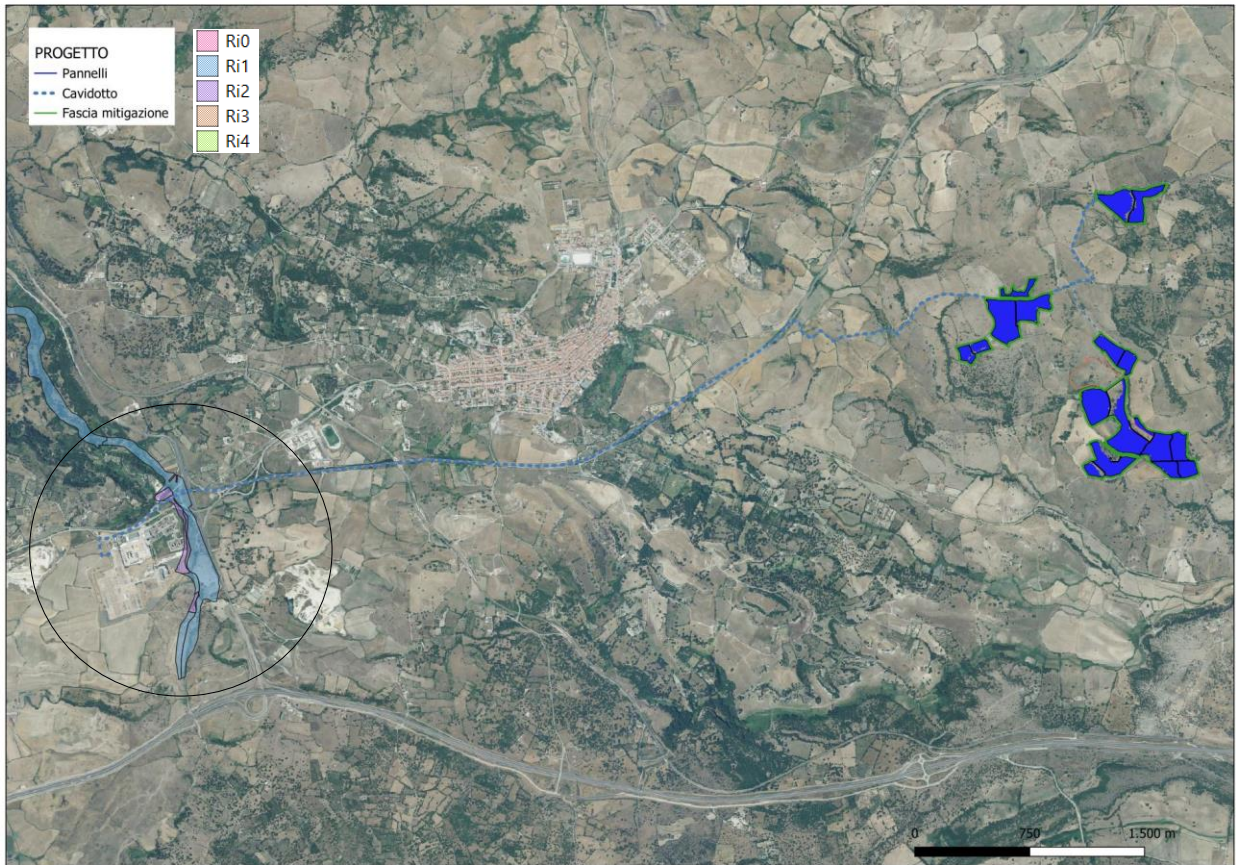 PROGETTO
Pannelli
Cavidotto
Fascia mitigazione
Ri0
Ri1
Ri2
Ri3
Ri4
0 750 1.500 m